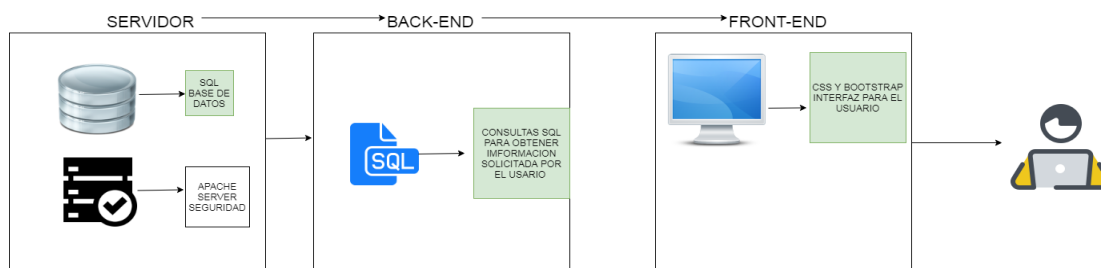 SERVIDOR
BACK-END
FRONT-END
SQL
BASE DE
DATOS
APACHE
SERVER
SEGURIDAD
SQL
CONSULTAS SQL
PARA OBTENER
IMFORMACION
SOLICITADA POR
EL USARIO
CSS Y BOOTSTRAP
INTERFAZ PARA EL
USUARIO